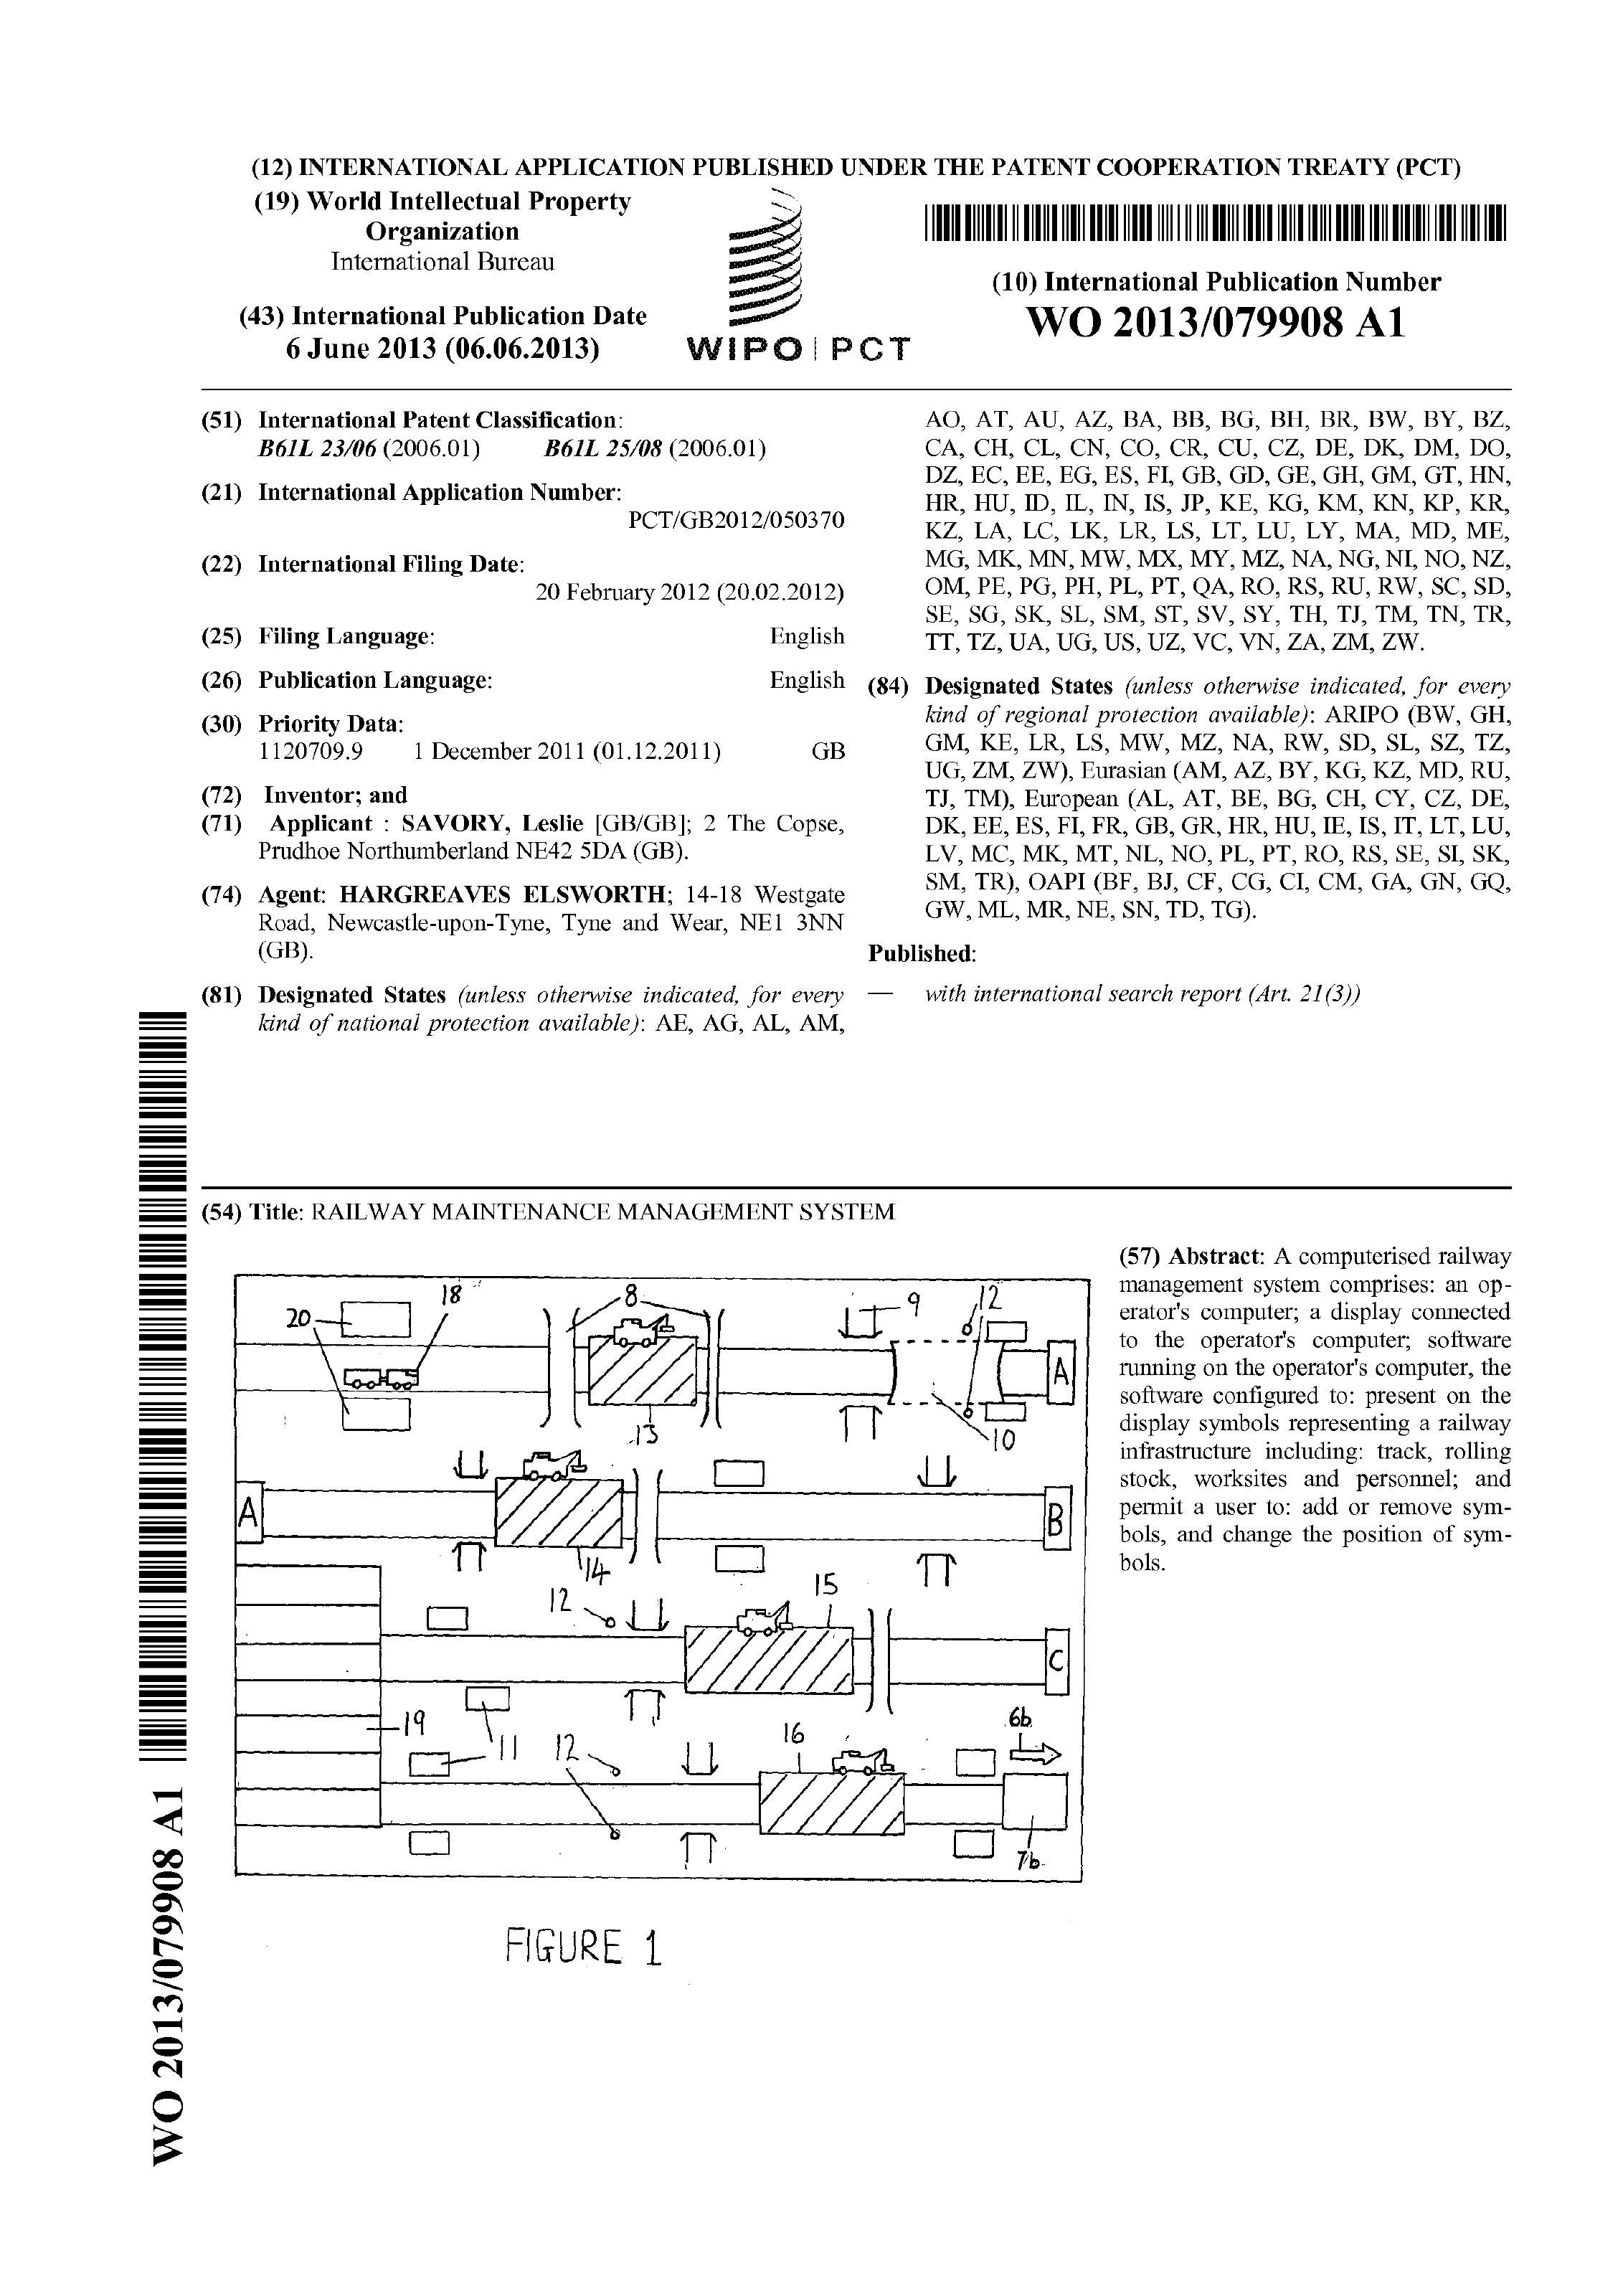 (12) INTERNATIONAL APPLICATION PUBLISHED UNDER THE PATENT COOPERATION TREATY (PCT)
(19) World Intellectual Property
Organization
International Bureau
(43) International Publication Date
6 June 2013 (06.06.2013)
WIPO | PCT
(10) International Publication Number
WO 2013/079908 A1
(51) International Patent Classification:
B61L 23/06 (2006.01) B61L 25/08 (2006.01)
(21) International Application Number:
PCT/GB2012/050370
(22) International Filing Date:
20 February 2012 (20.02.2012)
(25) Filing Language: English
(26) Publication Language: English
(30) Priority Data:
1120709.9 1 December 2011 (01.12.2011) GB
(72) Inventor; and
(71) Applicant : SAVORY, Leslie [GB/GB]; 2 The Copse,
Prudhoe Northumberland NE42 5DA (GB).
(74) Agent: HARGREAVES ELSWORTH; 14-18 Westgate
Road, Newcastle-upon-Tyne, Tyne and Wear, NE1 3NN
(GB).
(81) Designated States (unless otherwise indicated, for every
kind of national protection available): AE, AG, AL, AM,
AO, AT, AU, AZ, BA, BB, BG, BH, BR, BW, BY, BZ,
CA, CH, CL, CN, CO, CR, CU, CZ, DE, DK, DM, DO,
DZ, EC, EE, EG, ES, FI, GB, GD, GE, GH, GM, GT, HN,
HR, HU, ID, IL, IN, IS, JP, KE, KG, KM, KN, KP, KR,
KZ, LA, LC, LK, LR, LS, LT, LU, LY, MA, MD, ME,
MG, MK, MN, MW, MX, MY, MZ, NA, NG, NI, NO, NZ,
OM, PE, PG, PH, PL, PT, QA, RO, RS, RU, RW, SC, SD,
SE, SG, SK, SL, SM, ST, SV, SY, TH, TJ, TM, TN, TR,
TT, TZ, UA, UG, US, UZ, VC, VN, ZA, ZM, ZW.
(84) Designated States (unless otherwise indicated, for every
kind of regional protection available): ARIPO (BW, GH,
GM, KE, LR, LS, MW, MZ, NA, RW, SD, SL, SZ, TZ,
UG, ZM, ZW), Eurasian (AM, AZ, BY, KG, KZ, MD, RU,
TJ, TM), European (AL, AT, BE, BG, CH, CY, CZ, DE,
DK, EE, ES, FI, FR, GB, GR, HR, HU, IE, IS, IT, LT, LU,
LV, MC, MK, MT, NL, NO, PL, PT, RO, RS, SE, SI, SK,
SM, TR), OAPI (BF, BJ, CF, CG, CI, CM, GA, GN, GQ,
GW, ML, MR, NE, SN, TD, TG).
Published:
— with international search report (Art. 21(3))
(54) Title: RAILWAY MAINTENANCE MANAGEMENT SYSTEM
20 18 8 9 12
A
13 10
A B
14
12 15
C
19 11 12 16 6b
7b
FIGURE 1
(57) Abstract: A computerised railway
management system comprises: an op-
erator's computer; a display connected
to the operator's computer; software
running on the operator's computer, the
software configured to: present on the
display symbols representing a railway
infrastructure including: track, rolling
stock, worksites and personnel; and
permit a user to: add or remove sym-
bols, and change the position of sym-
bols.
WO 2013/079908 A1